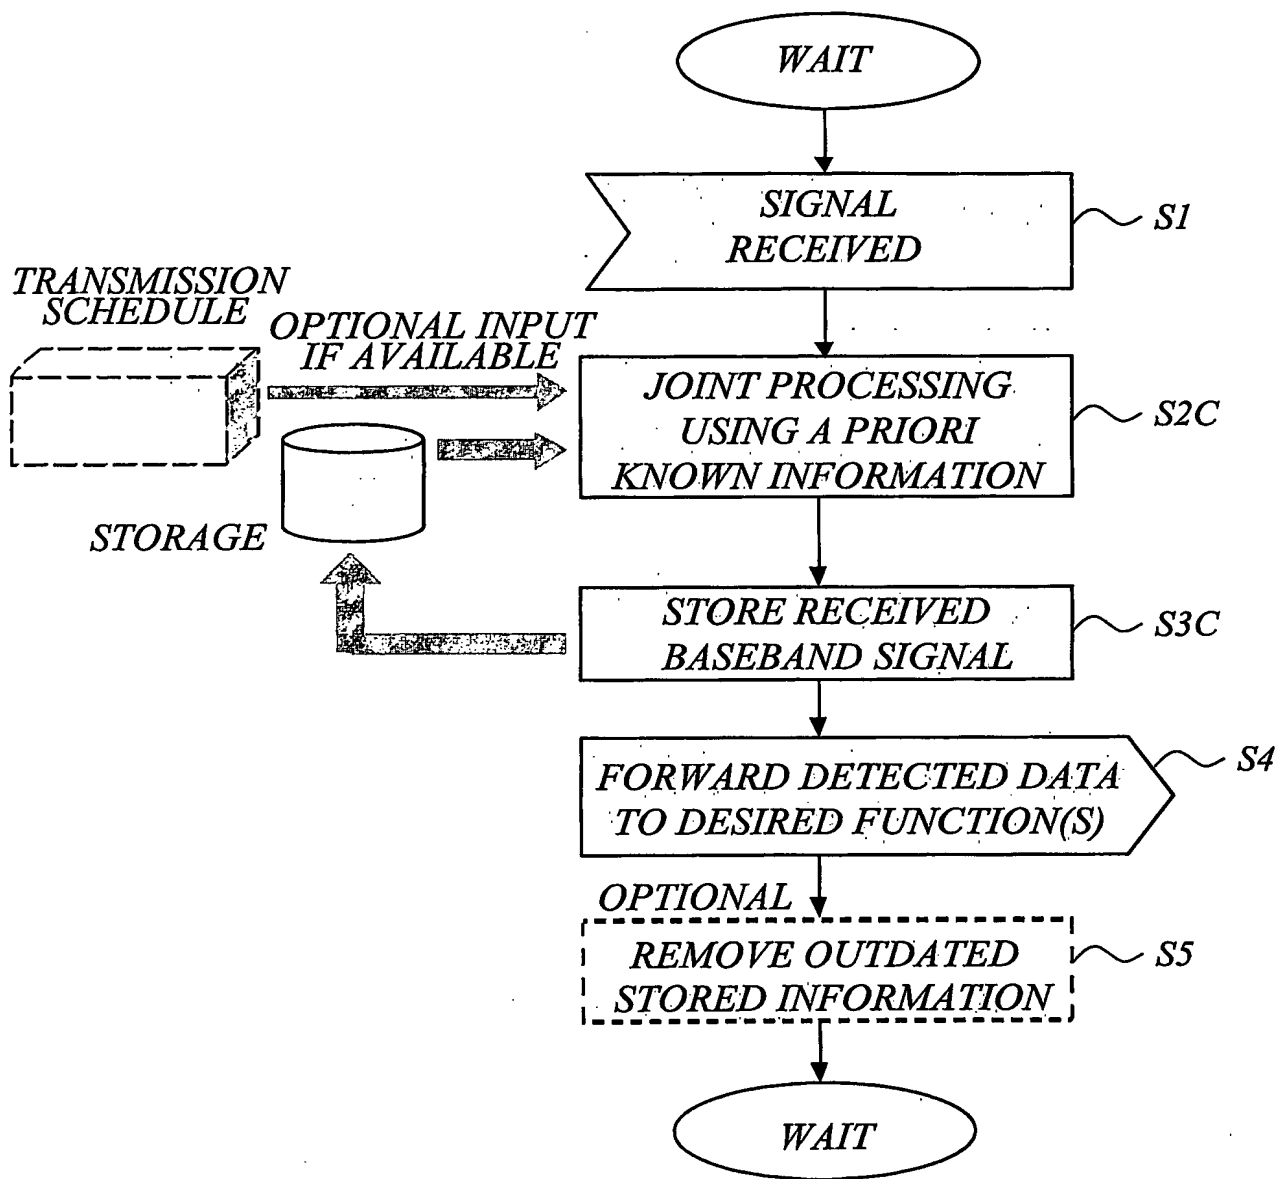 WAIT
SIGNAL
RECEIVED
S1
TRANSMISSION
SCHEDULE
OPTIONAL INPUT
IF AVAILABLE
JOINT PROCESSING
USING A PRIORI
KNOWN INFORMATION
S2C
STORAGE
STORE RECEIVED
BASEBAND SIGNAL
S3C
FORWARD DETECTED DATA
TO DESIRED FUNCTION(S)
S4
OPTIONAL
REMOVE OUTDATED
STORED INFORMATION
S5
WAIT